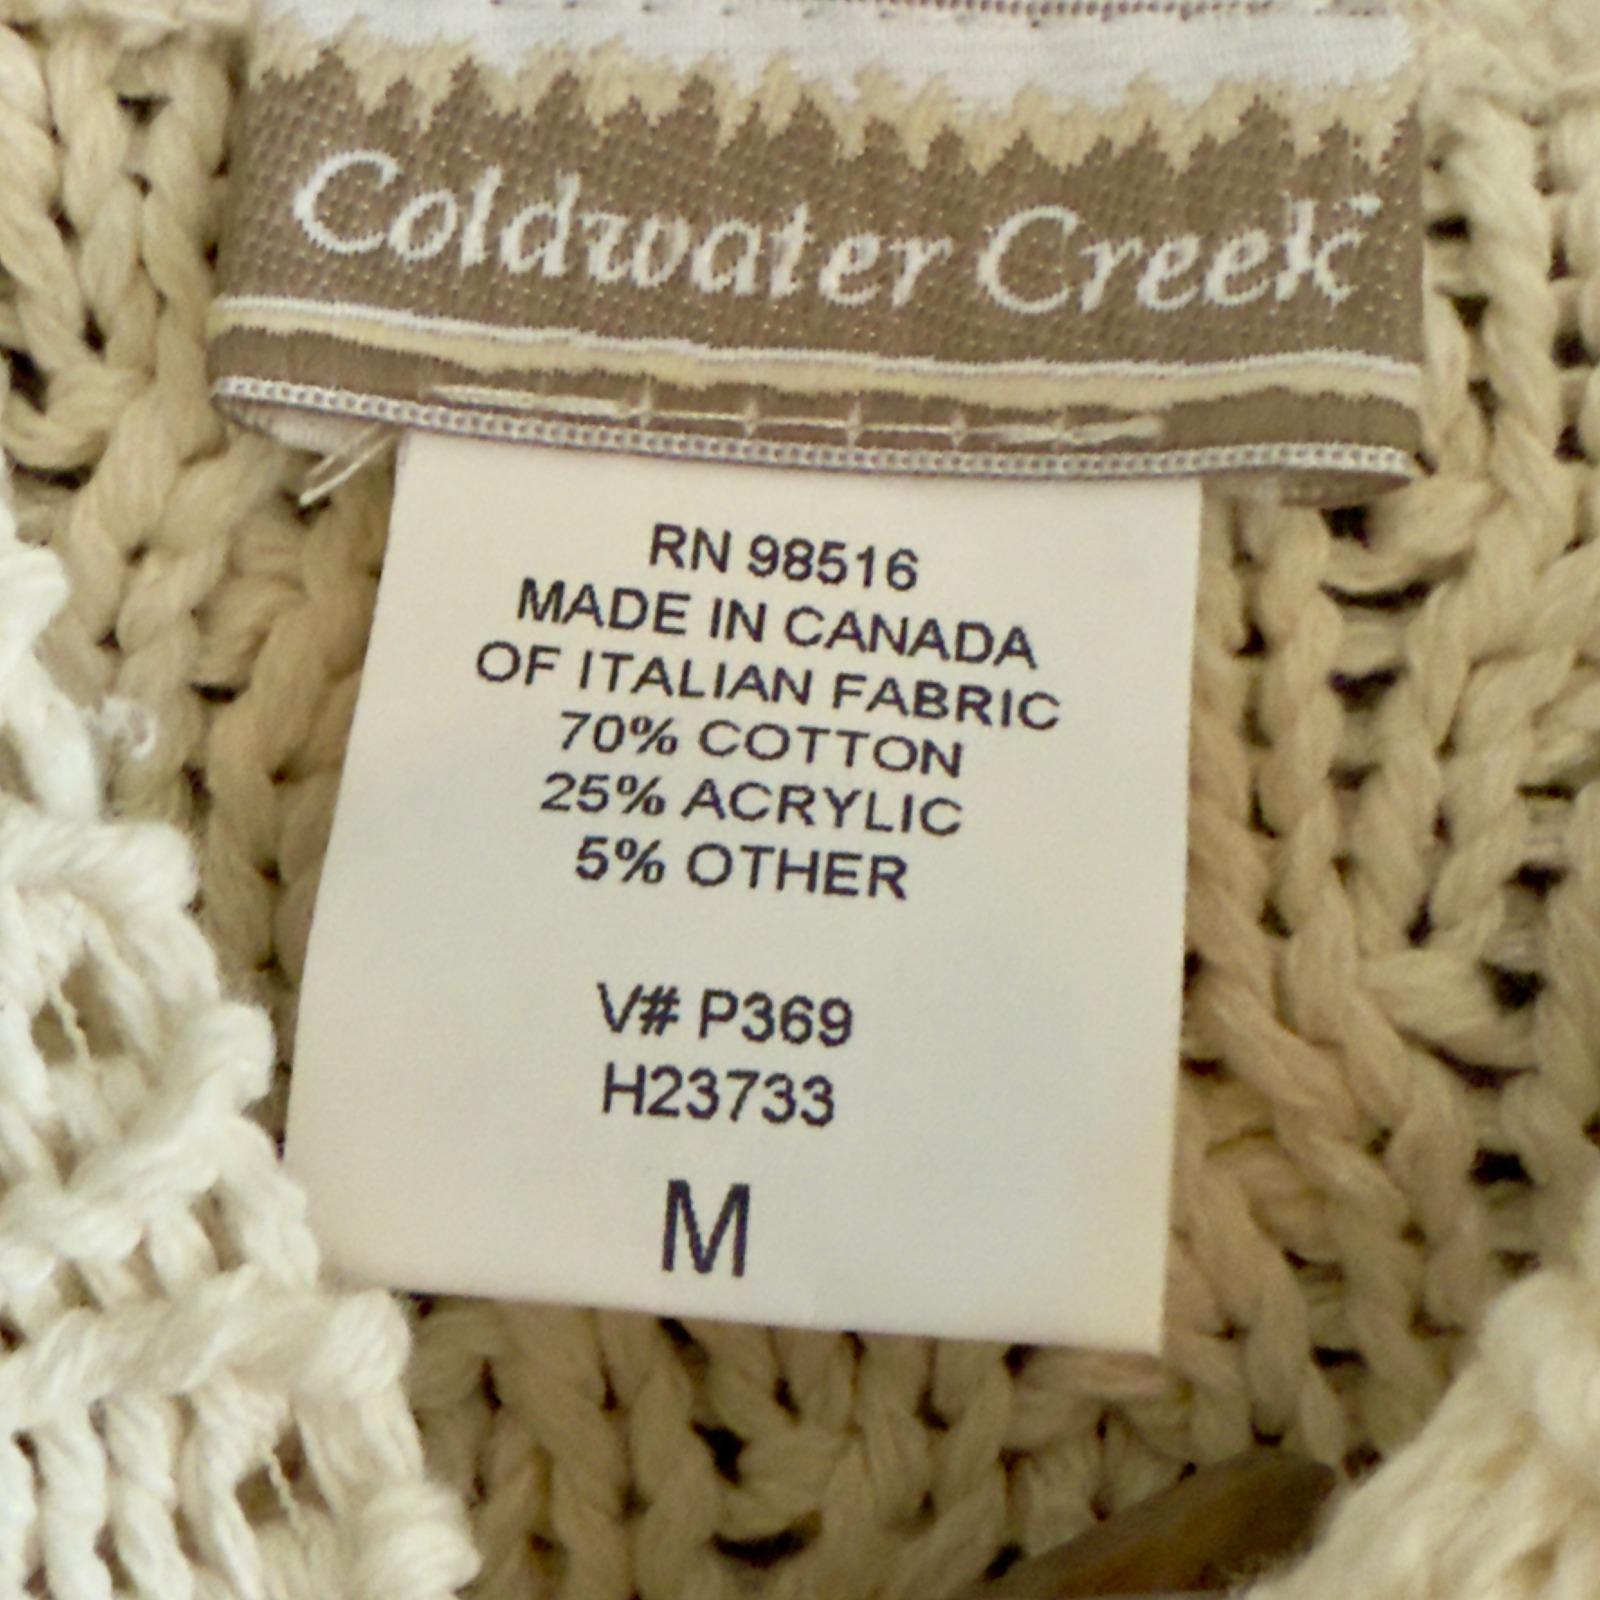 Coldwater Creek
RN 98516
MADE IN CANADA
OF ITALIAN FABRIC
70% COTTON
25% ACRYLIC
5% OTHER
V# P369
H23733
M